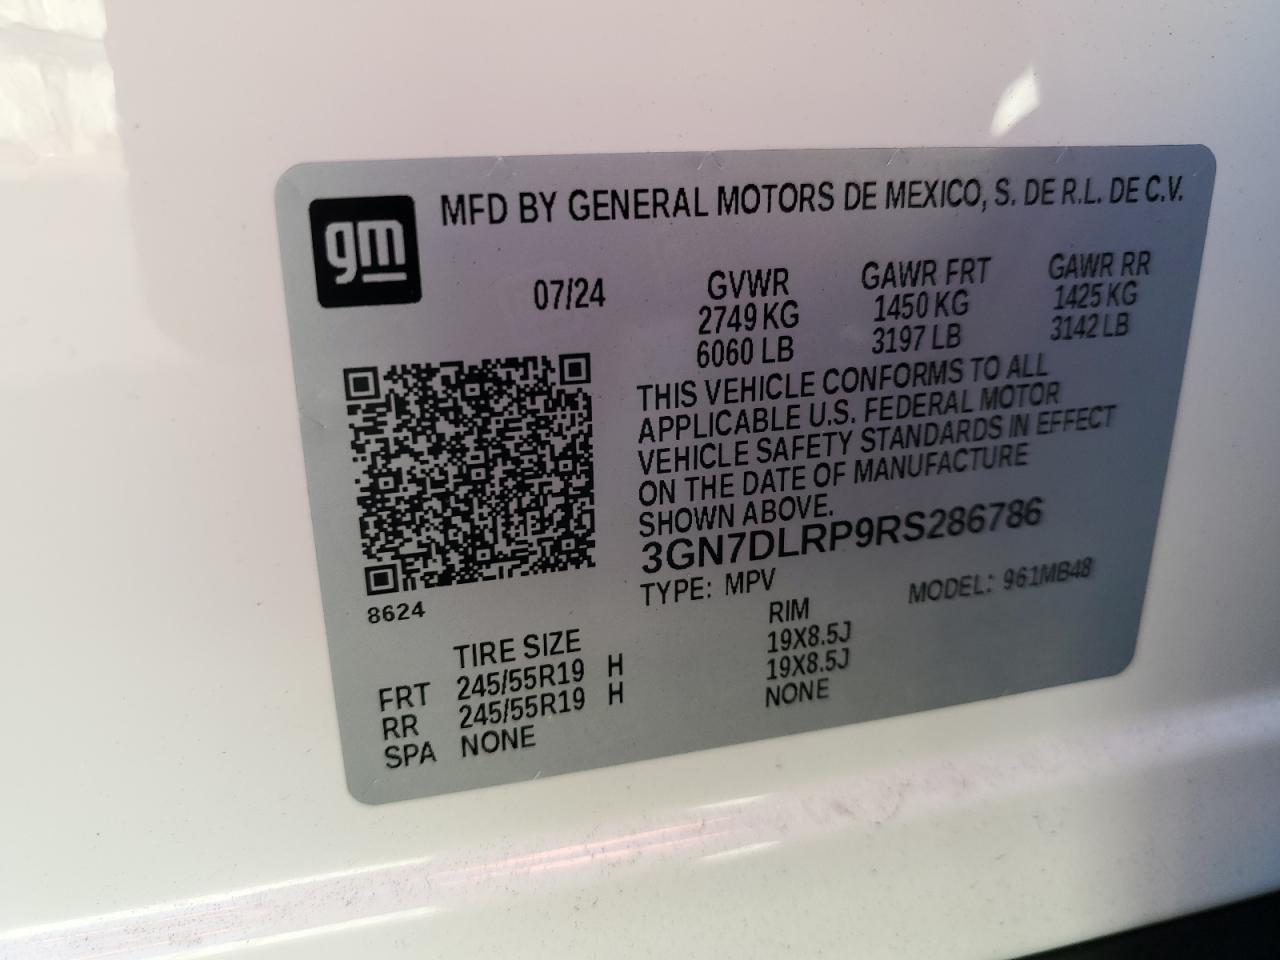 gm
MFD BY GENERAL MOTORS DE MEXICO, S. DE R.L. DE C.V.
07/24 GVWR GAWR FRT GAWR RR
2749 KG 1450 KG 1425 KG
6060 LB 3197 LB 3142 LB
THIS VEHICLE CONFORMS TO ALL
APPLICABLE U.S. FEDERAL MOTOR
VEHICLE SAFETY STANDARDS IN EFFECT
ON THE DATE OF MANUFACTURE
SHOWN ABOVE.
3GN7DLRP9RS286786
TYPE: MPV MODEL: 961MB48
8624
TIRE SIZE RIM
FRT 245/55R19 H 19X8.5J
RR 245/55R19 H 19X8.5J
SPA NONE NONE